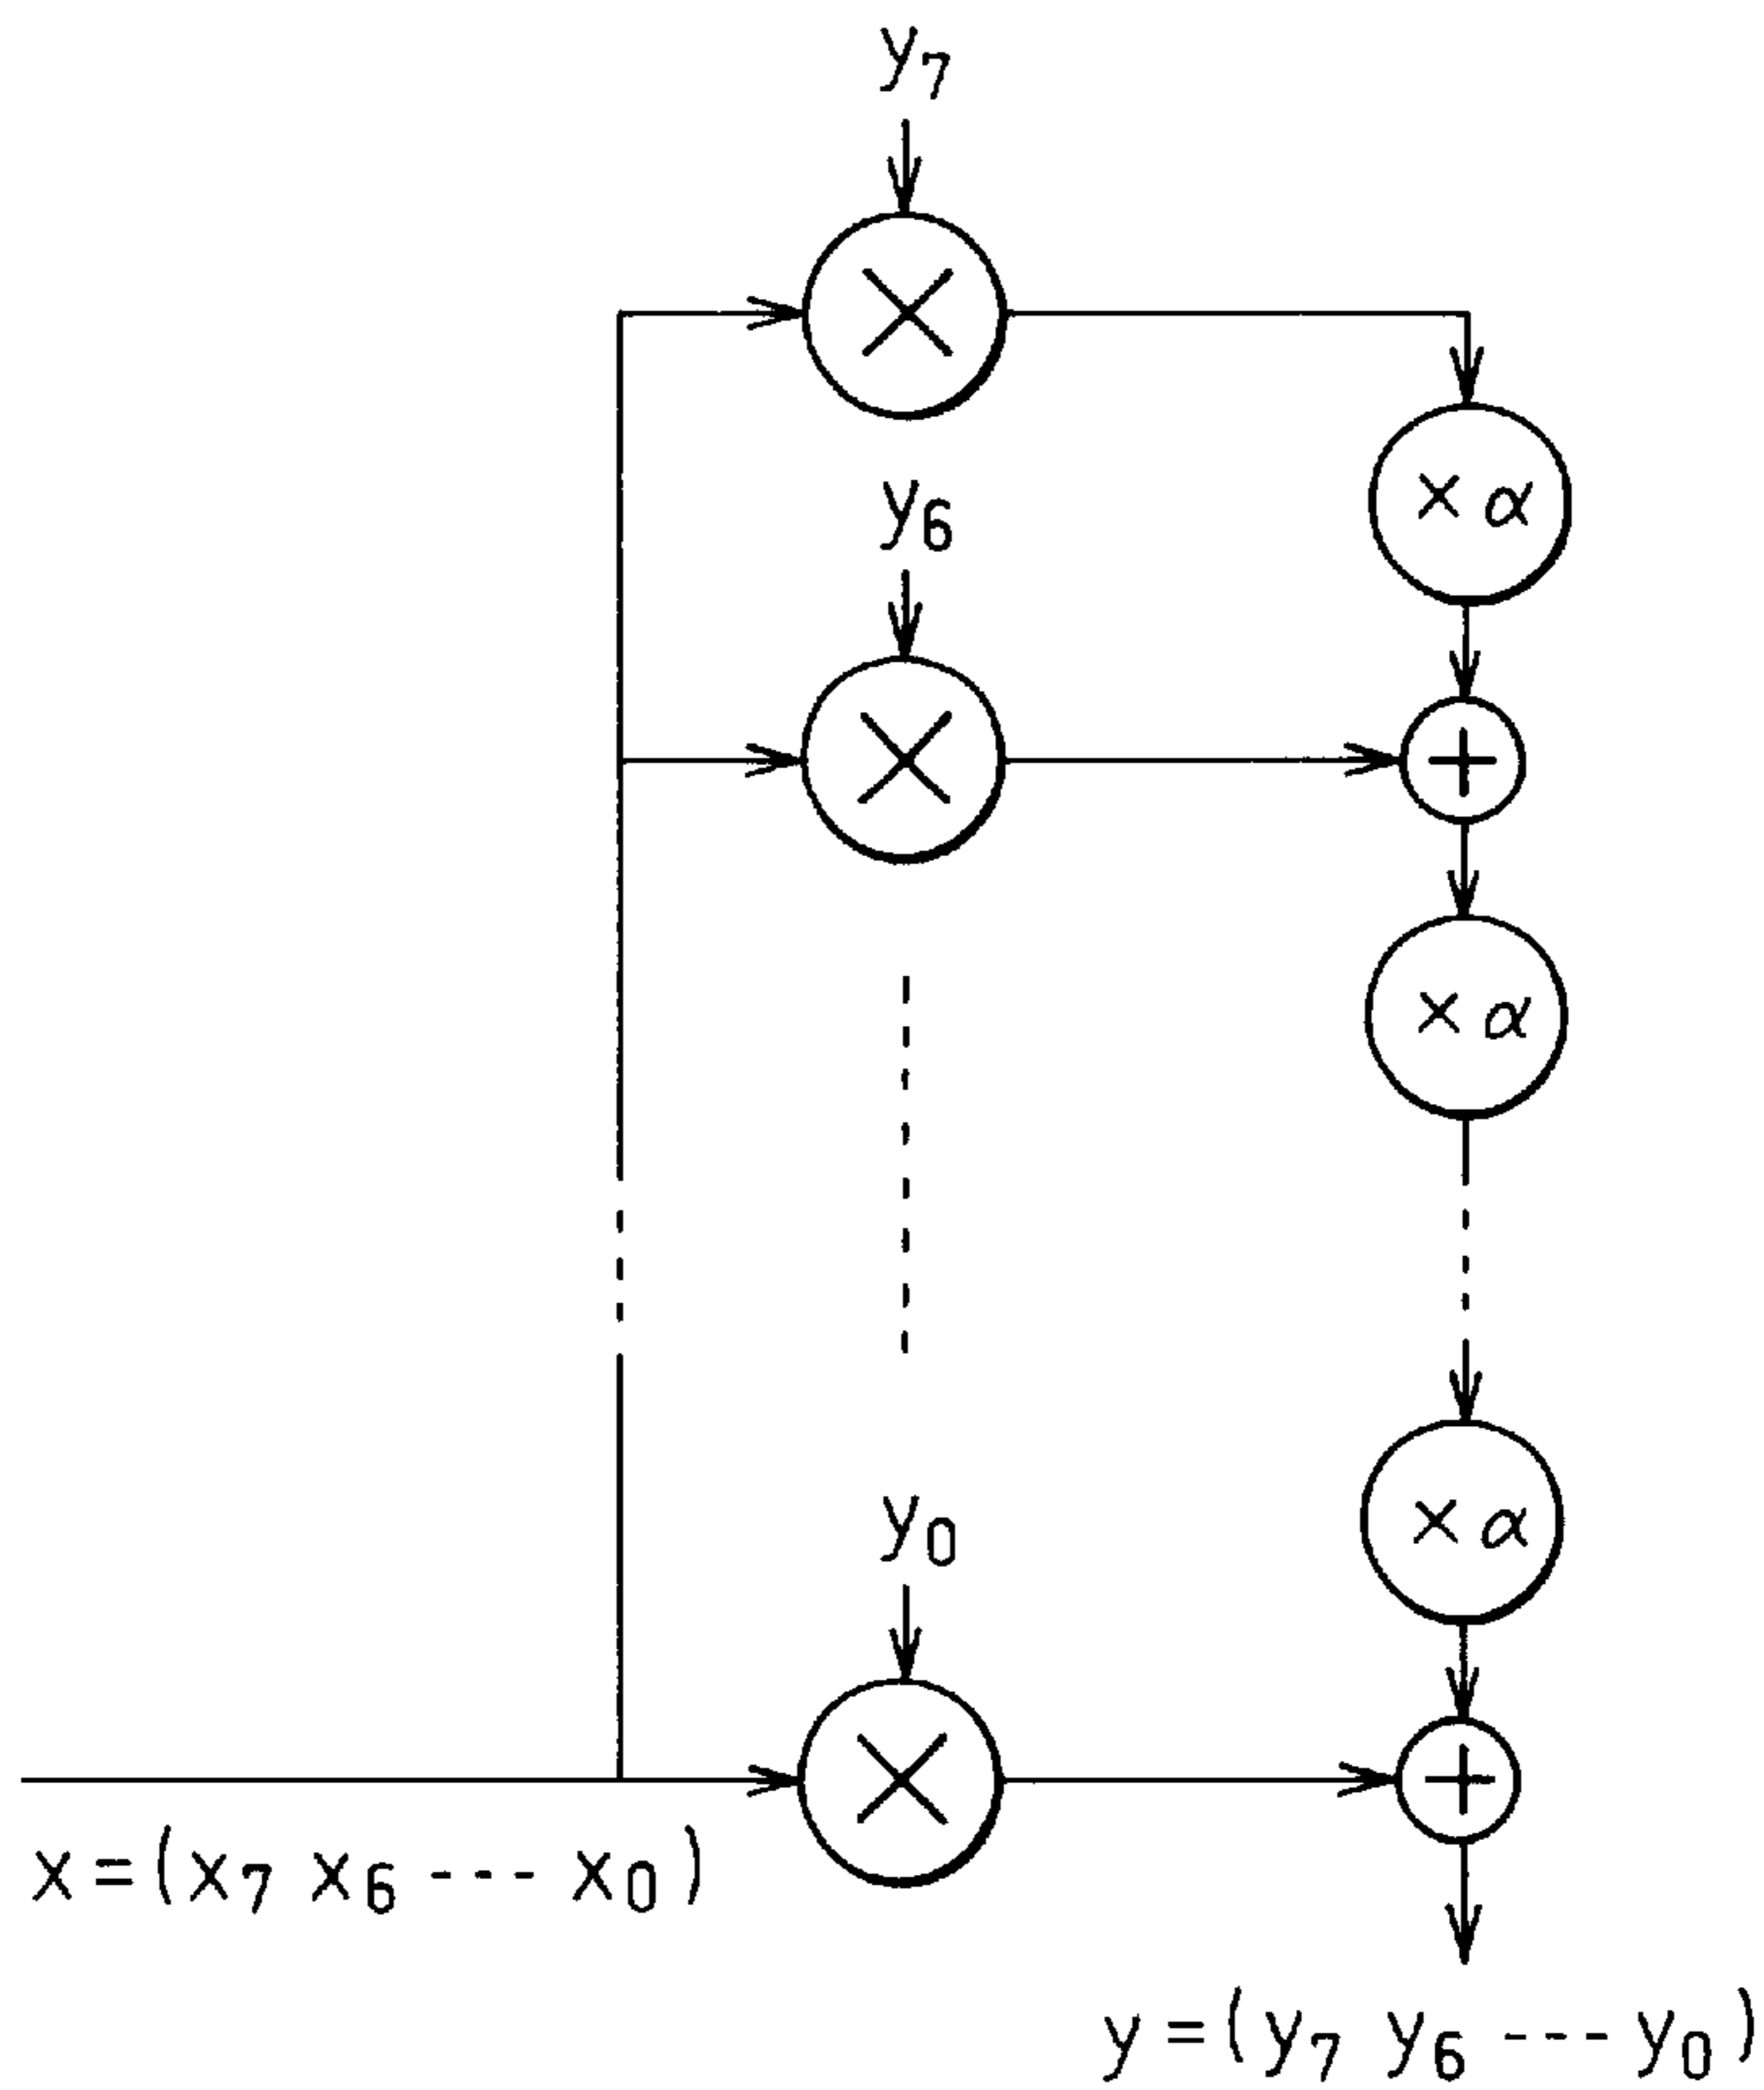 y7
× α
y6
+
× α
× α
y0
+
x=(x7 x6 --- x0)
y=(y7 y6 --- y0)